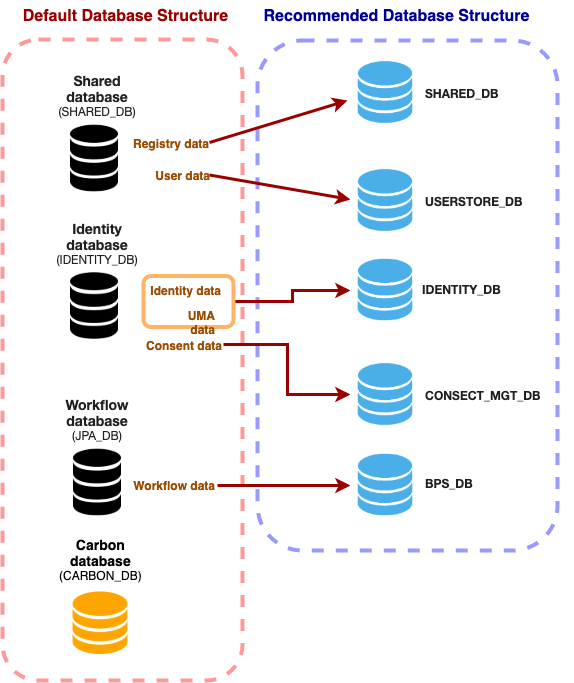 Default Database Structure
Recommended Database Structure
Shared
database
(SHARED_DB)
Registry data
User data
SHARED_DB
USERSTORE_DB
Identity
database
(IDENTITY_DB)
Identity data
UMA
data
Consent data
IDENTITY_DB
CONSECT_MGT_DB
Workflow
database
(JPA_DB)
Workflow data
BPS_DB
Carbon
database
(CARBON_DB)